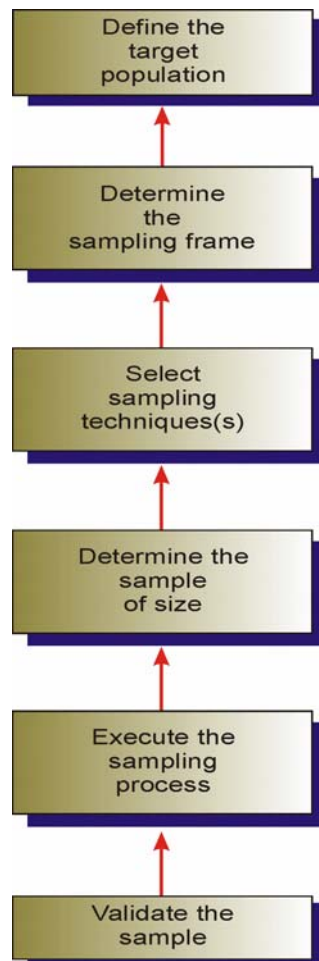 Define the
target
population
Determine
the
sampling frame
Select
sampling
techniques(s)
Determine the
sample
of size
Execute the
sampling
process
Validate the
sample